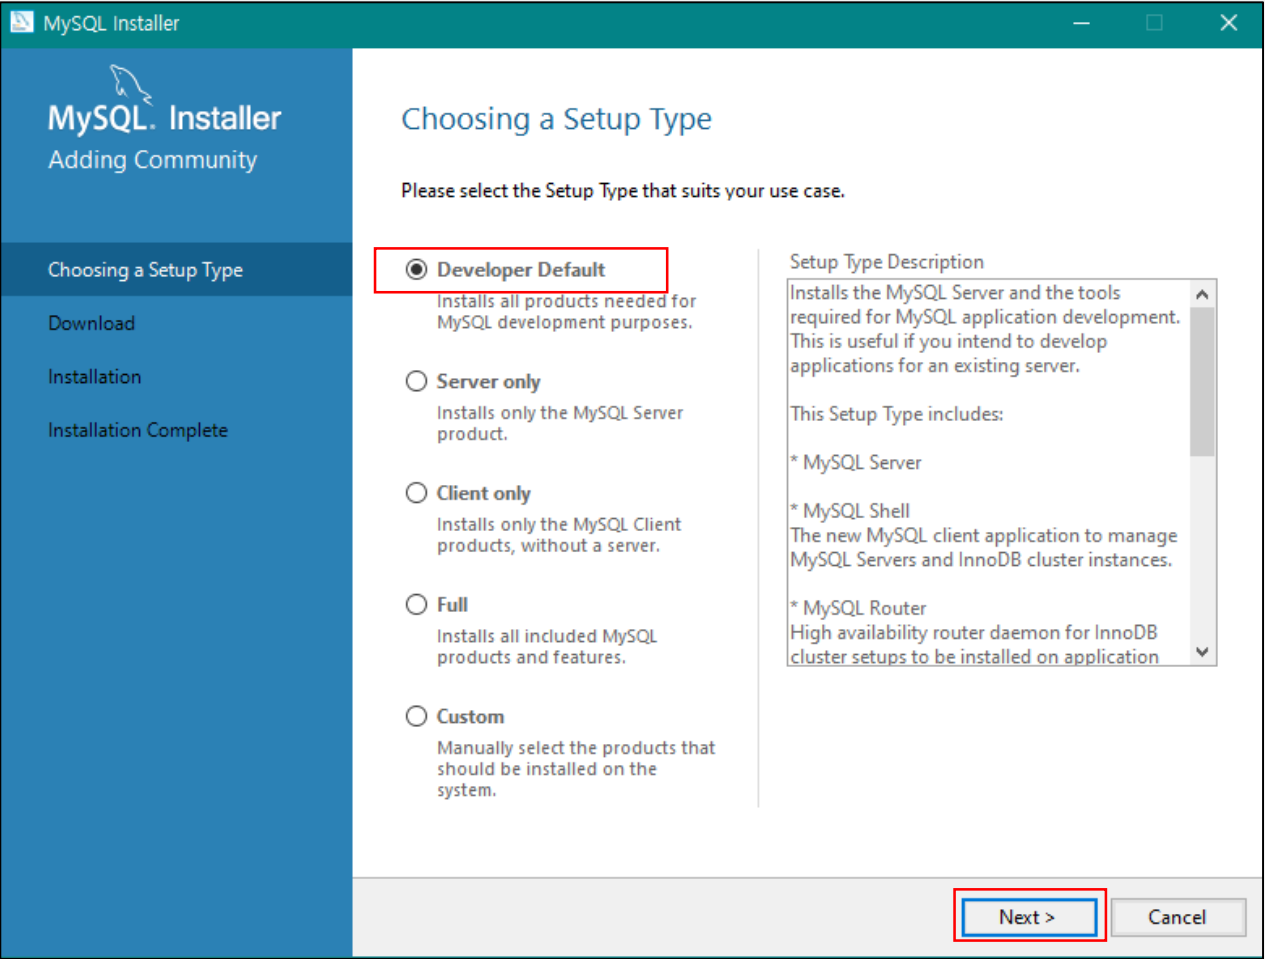 MySQL Installer
MySQL. Installer
Adding Community
Choosing a Setup Type
Download
Installation
Installation Complete
Choosing a Setup Type
Please select the Setup Type that suits your use case.
Developer Default
Installs all products needed for
MySQL development purposes.
Server only
Installs only the MySQL Server
product.
Client only
Installs only the MySQL Client
products, without a server.
Full
Installs all included MySQL
products and features.
Custom
Manually select the products that
should be installed on the
system.
Setup Type Description
Installs the MySQL Server and the tools
required for MySQL application development.
This is useful if you intend to develop
applications for an existing server.
This Setup Type includes:
* MySQL Server
* MySQL Shell
The new MySQL client application to manage
MySQL Servers and InnoDB cluster instances.
* MySQL Router
High availability router daemon for InnoDB
cluster setups to be installed on application
Next >
Cancel